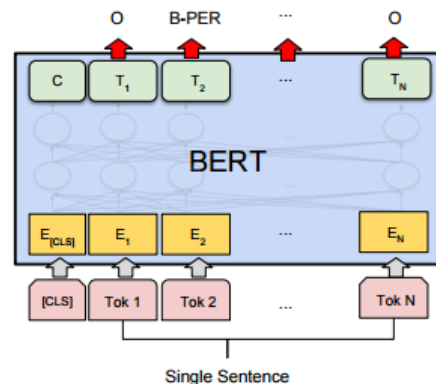 O B-PER ... O
C T1 T2 ... TN
...
BERT
...
E[CLS] E1 E2 ... EN
[CLS] Tok 1 Tok 2 ... Tok N
Single Sentence